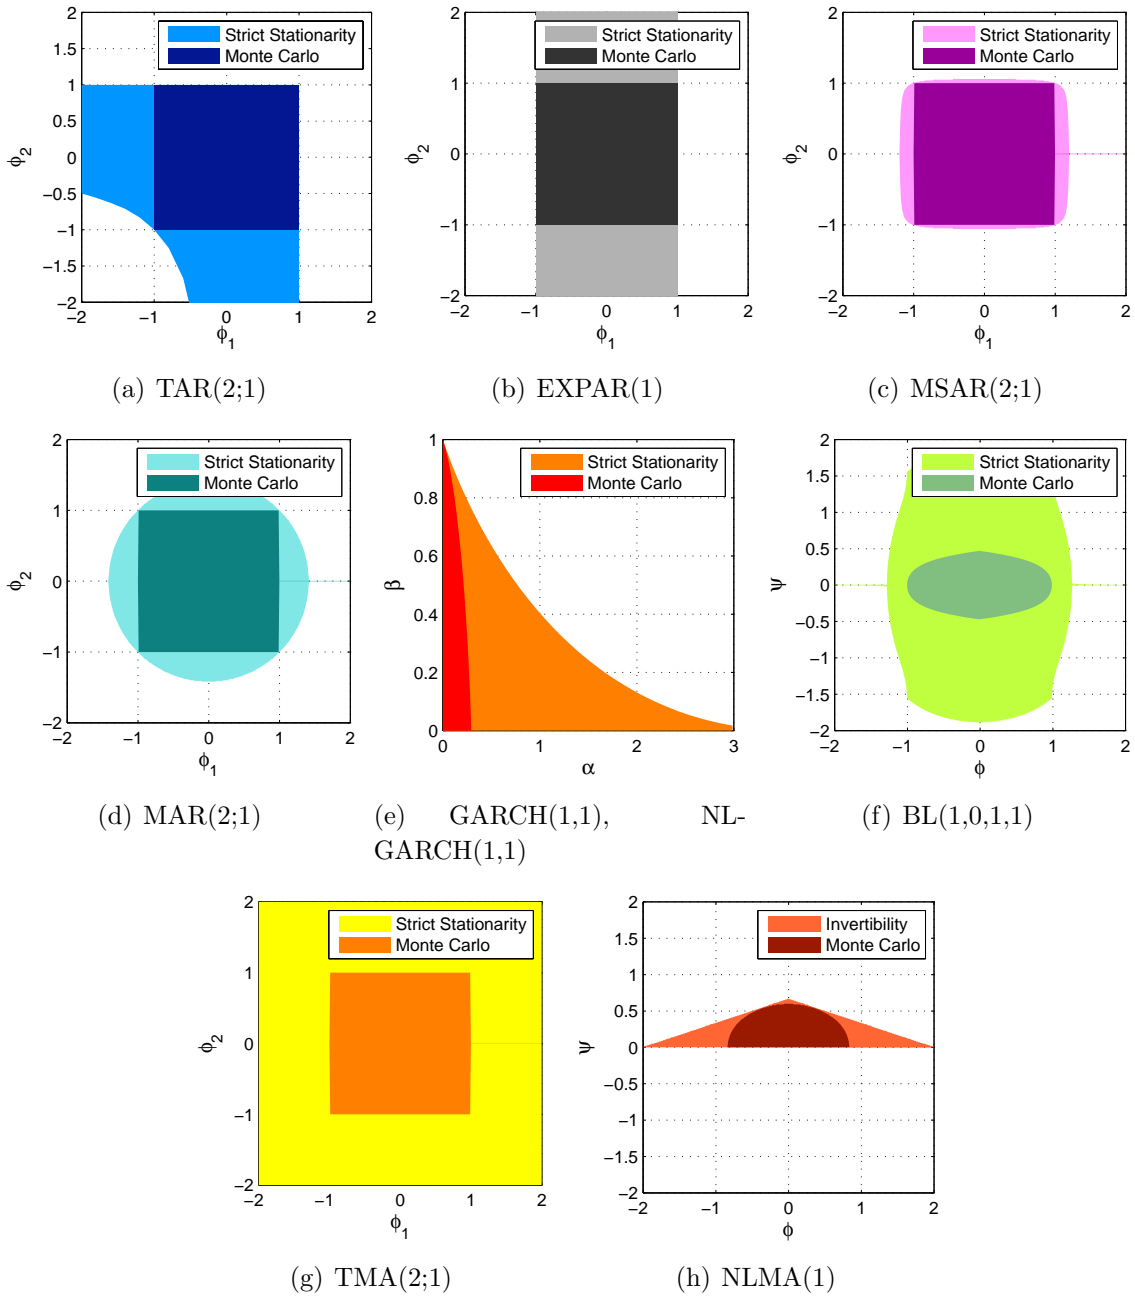 2
1.5
1
0.5
0
−0.5
−1
−1.5
−2
−2
−1
0
1
2
ϕ2
ϕ1
Strict Stationarity
Monte Carlo
(a) TAR(2;1)
2
1
0
−1
−2
−2
−1
0
1
2
ϕ2
ϕ1
Strict Stationarity
Monte Carlo
(b) EXPAR(1)
2
1
0
−1
−2
−2
−1
0
1
2
ϕ2
ϕ1
Strict Stationarity
Monte Carlo
(c) MSAR(2;1)
2
1
0
−1
−2
−2
−1
0
1
2
ϕ2
ϕ1
Strict Stationarity
Monte Carlo
(d) MAR(2;1)
1
0.8
0.6
0.4
0.2
0
0
1
2
3
β
α
Strict Stationarity
Monte Carlo
(e) GARCH(1,1), NL-
GARCH(1,1)
2
1.5
1
0.5
0
−0.5
−1
−1.5
−2
−2
−1
0
1
2
ψ
ϕ
Strict Stationarity
Monte Carlo
(f) BL(1,0,1,1)
2
1
0
−1
−2
−2
−1
0
1
2
ϕ2
ϕ1
Strict Stationarity
Monte Carlo
(g) TMA(2;1)
2
1.5
1
0.5
0
−0.5
−1
−1.5
−2
−2
−1
0
1
2
ψ
ϕ
Invertibility
Monte Carlo
(h) NLMA(1)